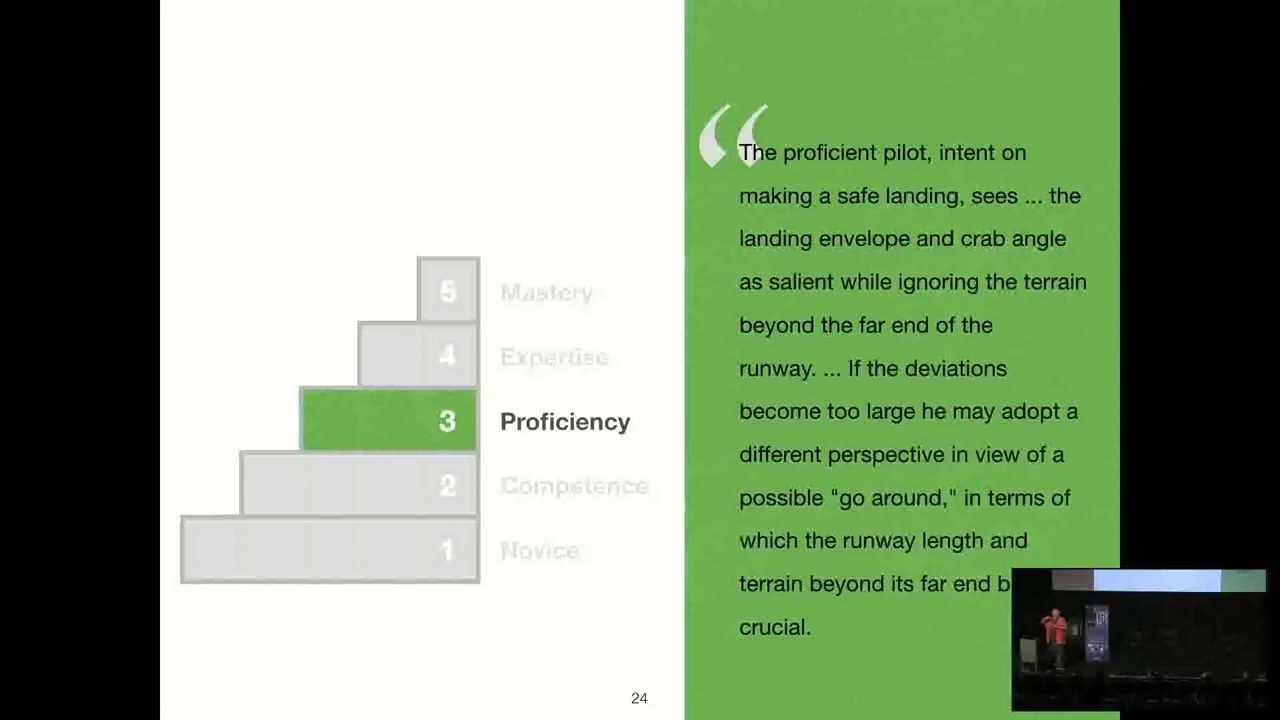 5 Mastery
4 Expertise
3 Proficiency
2 Competence
1 Novice
24
“
The proficient pilot, intent on
making a safe landing, sees ... the
landing envelope and crab angle
as salient while ignoring the terrain
beyond the far end of the
runway. ... If the deviations
become too large he may adopt a
different perspective in view of a
possible "go around," in terms of
which the runway length and
terrain beyond its far end
crucial.